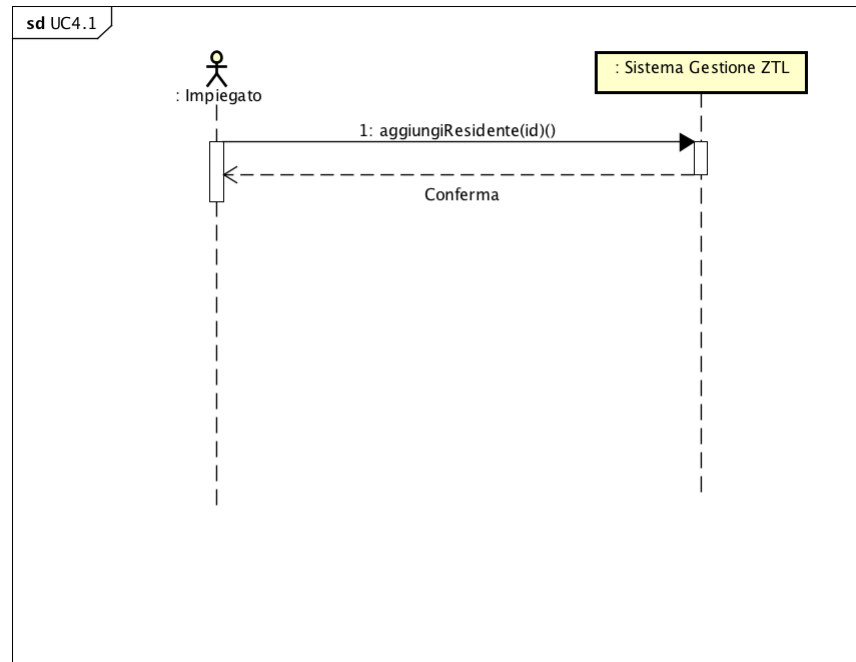 sd UC4.1
: Impiegato
: Sistema Gestione ZTL
1: aggiungiResidente(id)()
Conferma